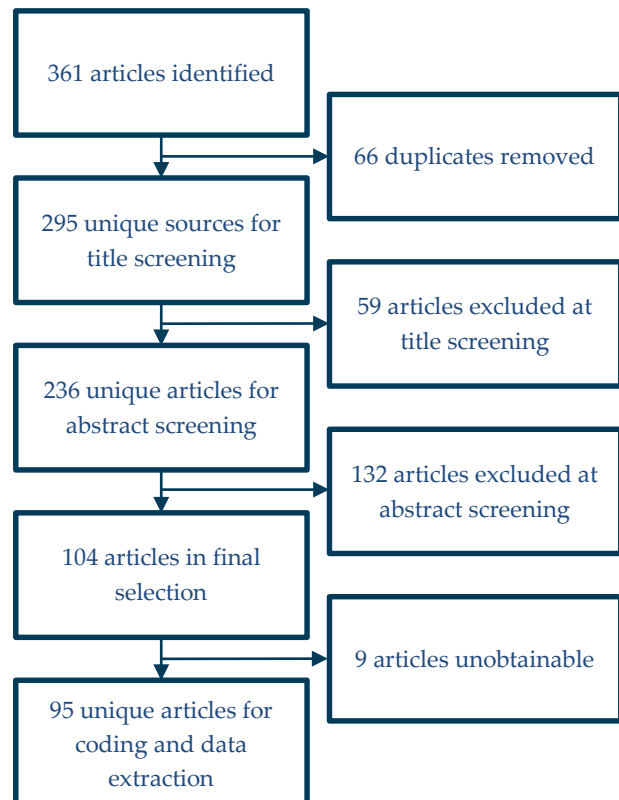 361 articles identified
66 duplicates removed
295 unique sources for
title screening
59 articles excluded at
title screening
236 unique articles for
abstract screening
132 articles excluded at
abstract screening
104 articles in final
selection
9 articles unobtainable
95 unique articles for
coding and data
extraction